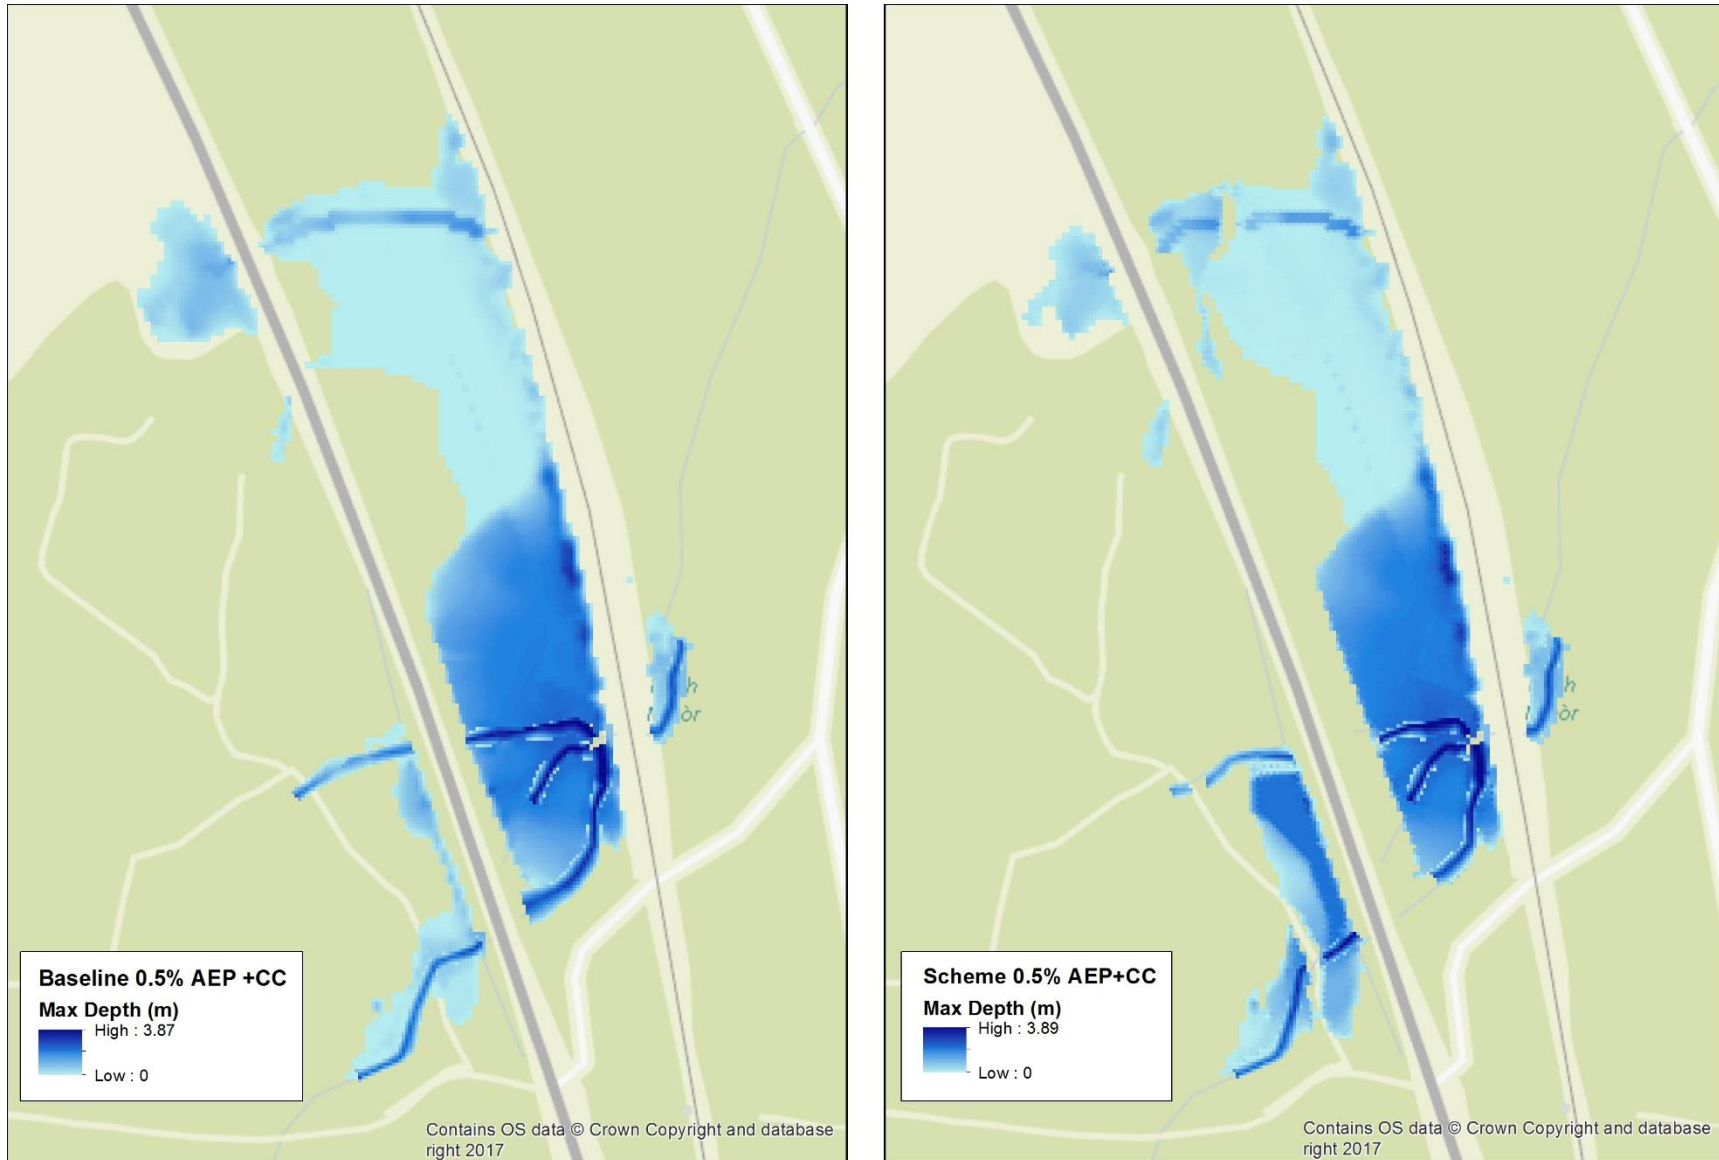 h
òr
Baseline 0.5% AEP +CC
Max Depth (m)
High : 3.87
Low : 0
Contains OS data © Crown Copyright and database
right 2017
h
òr
Scheme 0.5% AEP+CC
Max Depth (m)
High : 3.89
Low : 0
Contains OS data © Crown Copyright and database
right 2017